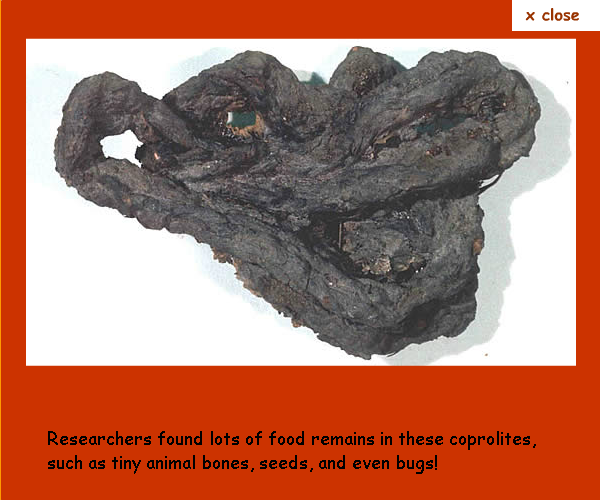 x close
Researchers found lots of food remains in these coprolites,
such as tiny animal bones, seeds, and even bugs!